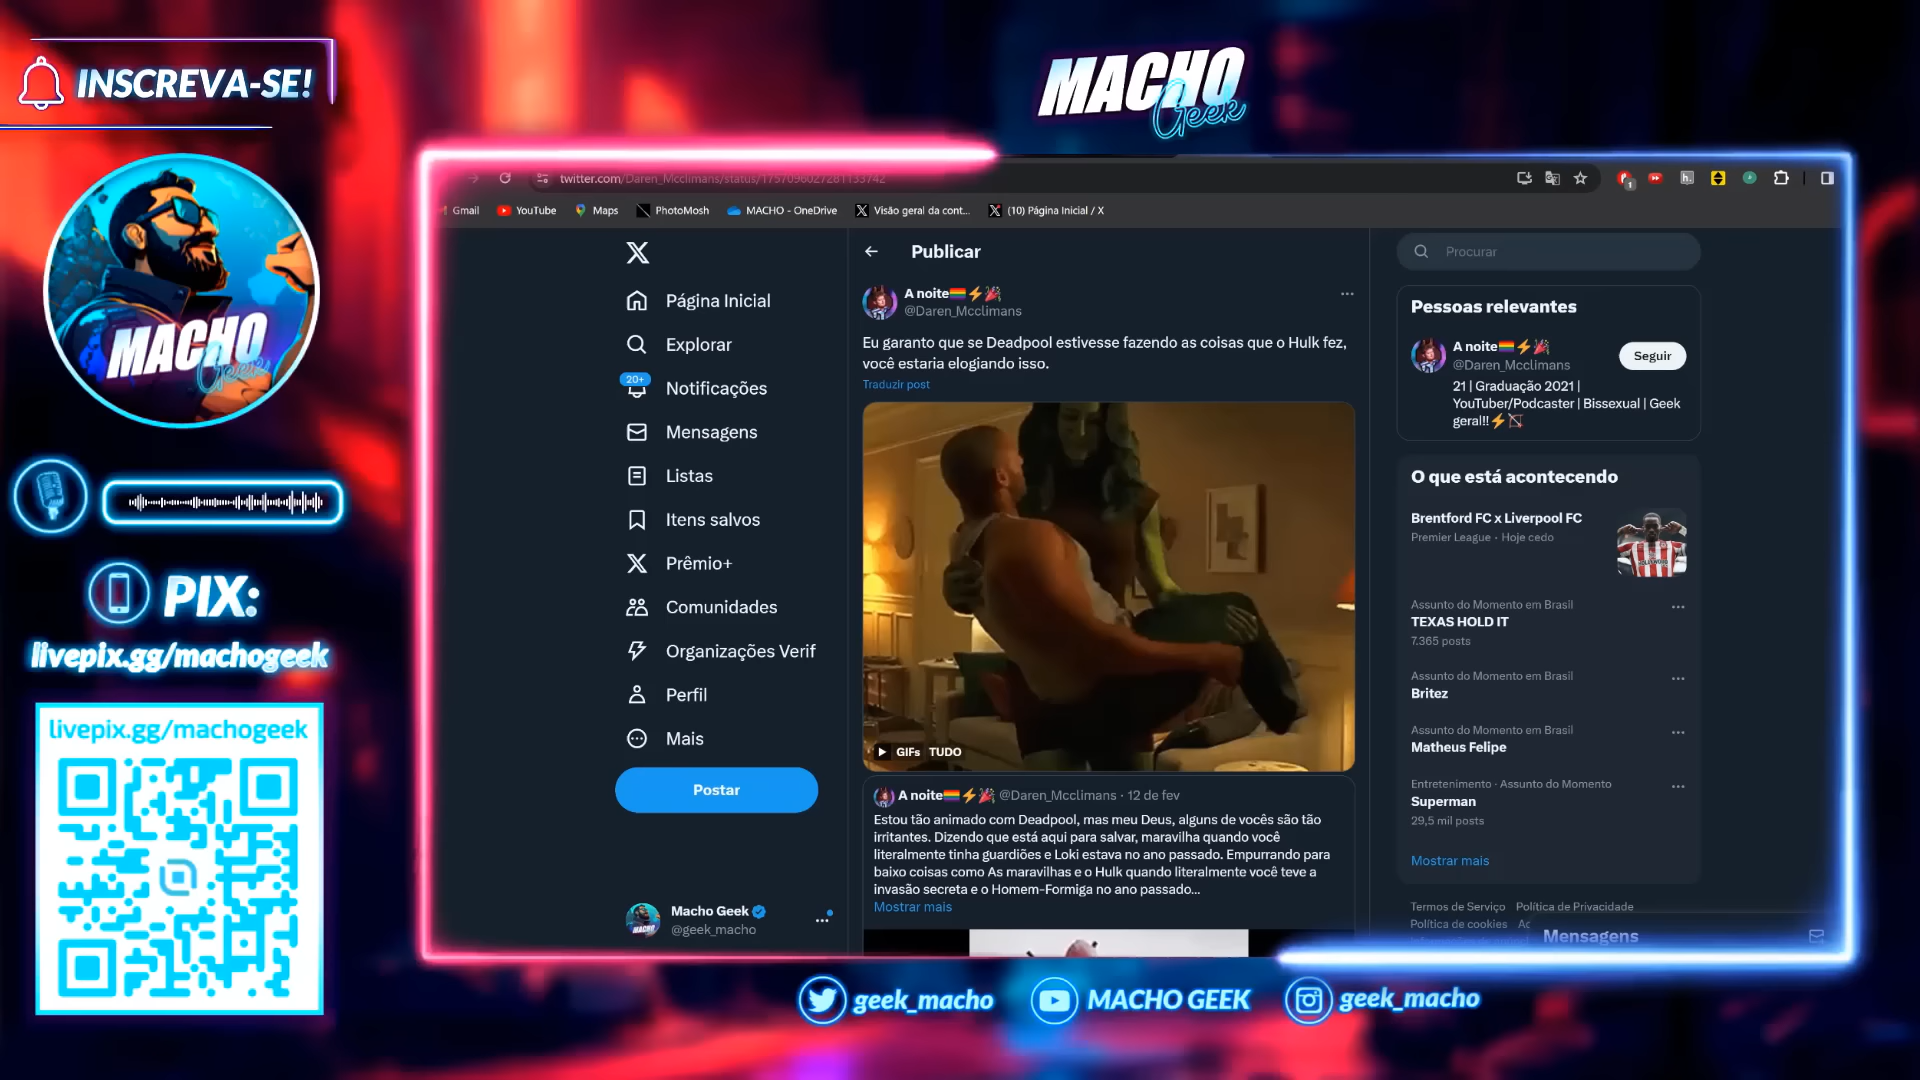 INSCREVA-SE!
MACHO
Geek
MACHO
Geek
PIX:
livepix.gg/machogeek
livepix.gg/machogeek
twitter.com/Daren_Mcclimans/status/1757096027281133742
Gmail
YouTube
Maps
PhotoMosh
MACHO - OneDrive
Visão geral da cont...
(10) Página Inicial / X
Página Inicial
Explorar
20+
Notificações
Mensagens
Listas
Itens salvos
Prêmio+
Comunidades
Organizações Verif
Perfil
Mais
Postar
Macho Geek
@geek_macho
Publicar
A noite🏳️‍🌈⚡🎉
@Daren_Mcclimans
Eu garanto que se Deadpool estivesse fazendo as coisas que o Hulk fez,
você estaria elogiando isso.
Traduzir post
GIFs TUDO
A noite🏳️‍🌈⚡🎉 @Daren_Mcclimans · 12 de fev
Estou tão animado com Deadpool, mas meu Deus, alguns de vocês são tão
irritantes. Dizendo que está aqui para salvar, maravilha quando você
literalmente tinha guardiões e Loki estava no ano passado. Empurrando para
baixo coisas como As maravilhas e o Hulk quando literalmente você teve a
invasão secreta e o Homem-Formiga no ano passado...
Mostrar mais
Procurar
Pessoas relevantes
A noite🏳️‍🌈⚡🎉
@Daren_Mcclimans
Seguir
21 | Graduação 2021 |
YouTuber/Podcaster | Bissexual | Geek
geral!!⚡
O que está acontecendo
Brentford FC x Liverpool FC
Premier League · Hoje cedo
Assunto do Momento em Brasil
TEXAS HOLD IT
7.365 posts
Assunto do Momento em Brasil
Britez
Assunto do Momento em Brasil
Matheus Felipe
Entretenimento · Assunto do Momento
Superman
29,5 mil posts
Mostrar mais
Termos de Serviço Política de Privacidade
Política de cookies
Mensagens
geek_macho
MACHO GEEK
geek_macho